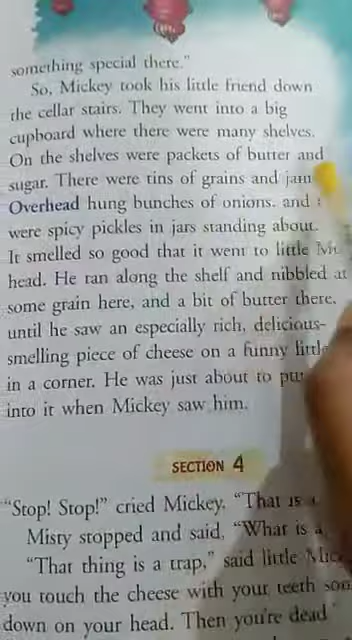 something special there."
So, Mickey took his little friend down
the cellar stairs. They went into a big
cupboard where there were many shelves.
On the shelves were packets of butter and
sugar. There were tins of grains and jam
Overhead hung bunches of onions. and
were spicy pickles in jars standing about.
It smelled so good that it went to little
head. He ran along the shelf and nibbled at
some grain here, and a bit of butter there,
until he saw an especially rich, delicious-
smelling piece of cheese on a funny little
in a corner. He was just about to put
into it when Mickey saw him.
SECTION 4
"Stop! Stop!" cried Mickey. "That is a
Misty stopped and said, "What is a
"That thing is a trap," said little
you touch the cheese with your teeth
down on your head. Then you're dead